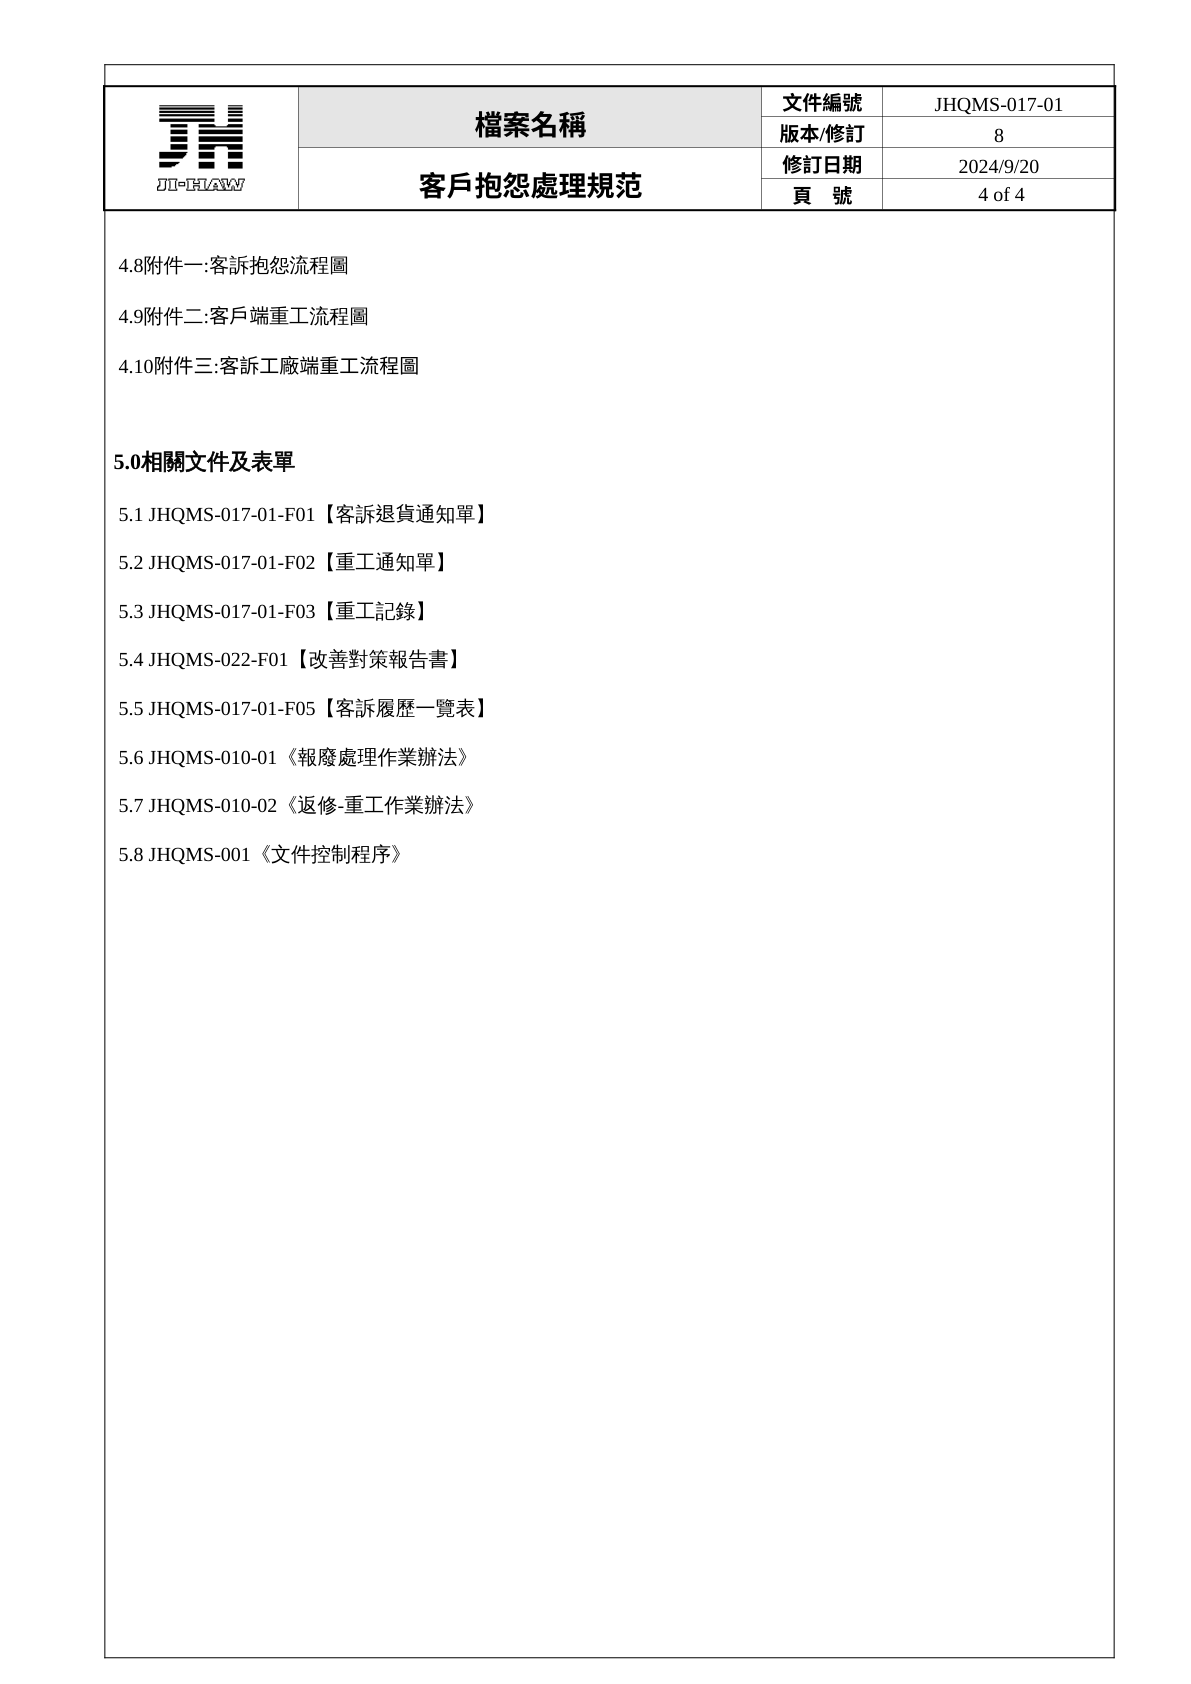 JI-HAW
檔案名稱
客戶抱怨處理規范
文件編號 JHQMS-017-01
版本/修訂 8
修訂日期 2024/9/20
頁 號 4 of 4
4.8附件一:客訴抱怨流程圖
4.9附件二:客戶端重工流程圖
4.10附件三:客訴工廠端重工流程圖
5.0相關文件及表單
5.1 JHQMS-017-01-F01【客訴退貨通知單】
5.2 JHQMS-017-01-F02【重工通知單】
5.3 JHQMS-017-01-F03【重工記錄】
5.4 JHQMS-022-F01【改善對策報告書】
5.5 JHQMS-017-01-F05【客訴履歷一覽表】
5.6 JHQMS-010-01《報廢處理作業辦法》
5.7 JHQMS-010-02《返修-重工作業辦法》
5.8 JHQMS-001《文件控制程序》